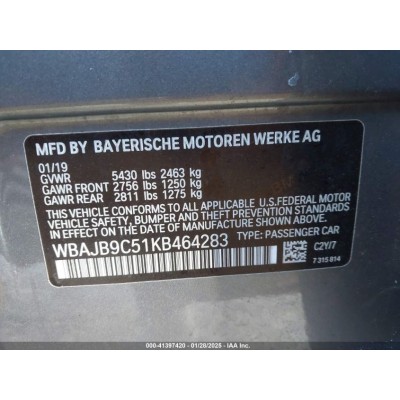 MFD BY BAYERISCHE MOTOREN WERKE AG
01/19
GVWR 5430 lbs 2463 kg
GAWR FRONT 2756 lbs 1250 kg
GAWR REAR 2811 lbs 1275 kg
THIS VEHICLE CONFORMS TO ALL APPLICABLE U.S.FEDERAL MOTOR
VEHICLE SAFETY, BUMPER, AND THEFT PREVENTION STANDARDS
IN EFFECT ON THE DATE OF MANUFACTURE SHOWN ABOVE.
WBAJB9C51KB464283 TYPE: PASSENGER CAR
C2Y/7
7 315 814
000-41397420 - 01/28/2025 - IAA Inc.